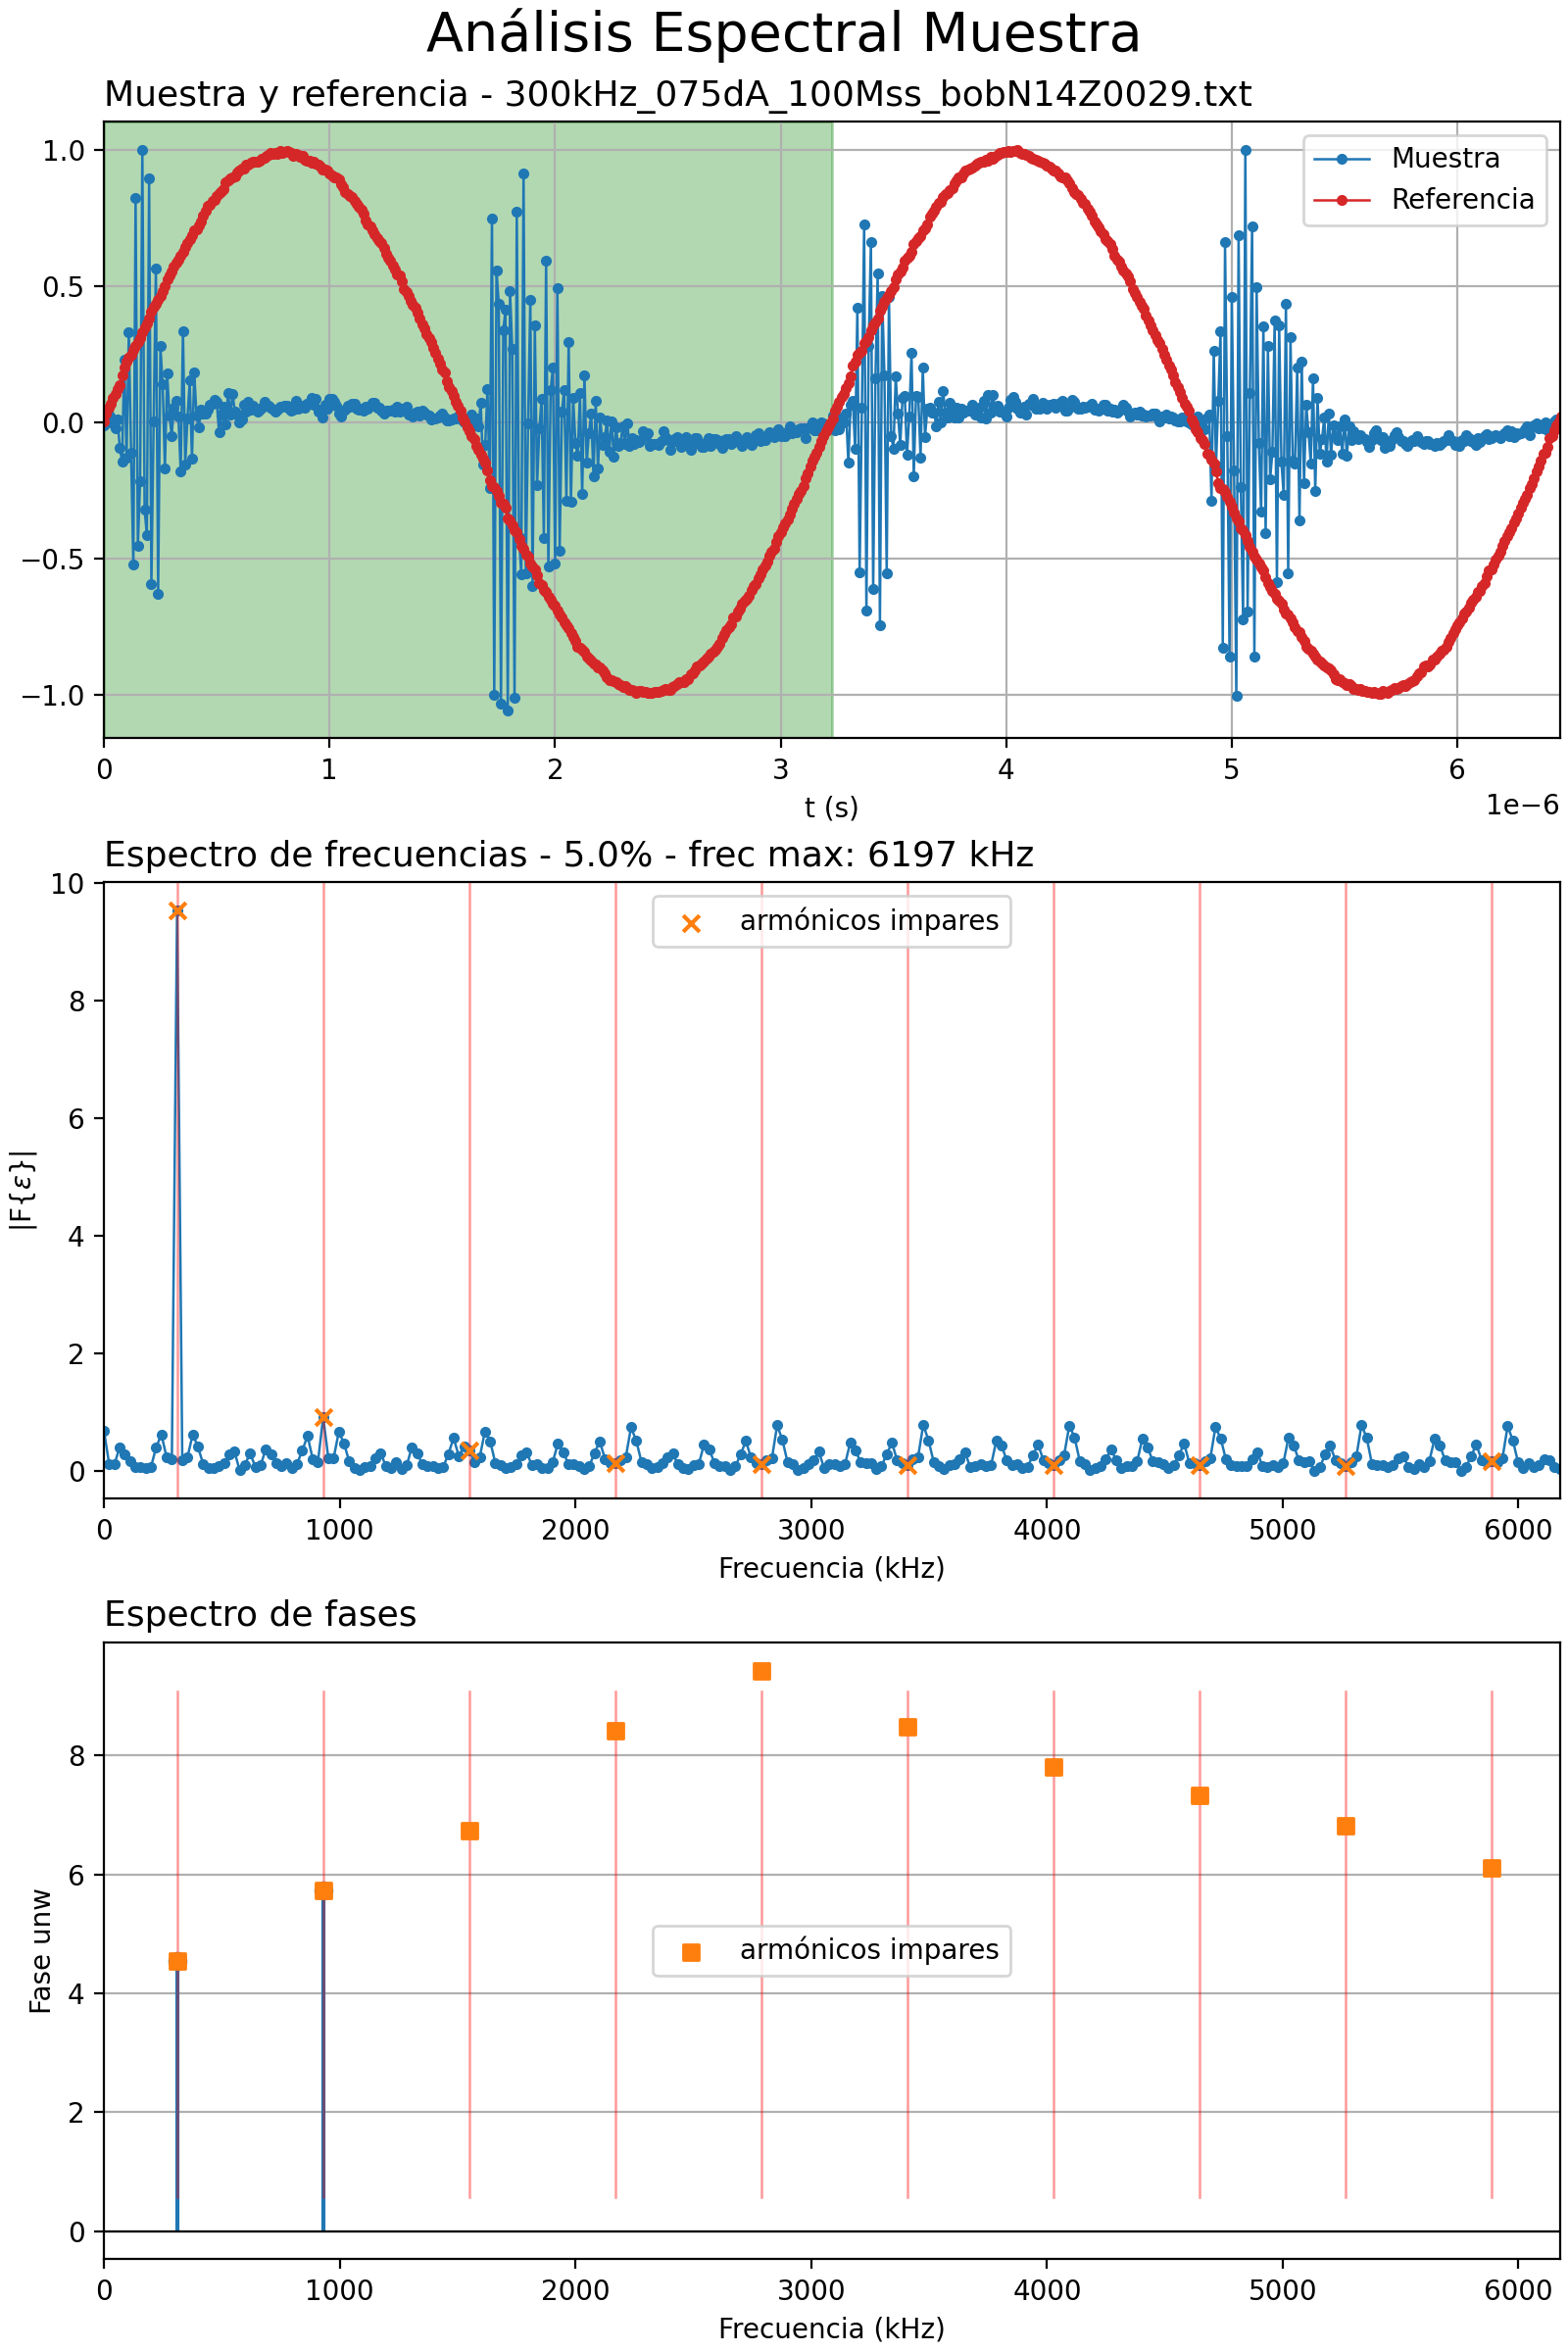 Análisis Espectral Muestra
Muestra y referencia - 300kHz_075dA_100Mss_bobN14Z0029.txt
1.0
0.5
0.0
−0.5
−1.0
Muestra
Referencia
0 1 2 3 4 5 6
t (s)
1e−6
Espectro de frecuencias - 5.0% - frec max: 6197 kHz
10
8
6
4
2
0
|F{ε}|
armónicos impares
0 1000 2000 3000 4000 5000 6000
Frecuencia (kHz)
Espectro de fases
8
6
4
2
0
Fase unw
armónicos impares
0 1000 2000 3000 4000 5000 6000
Frecuencia (kHz)